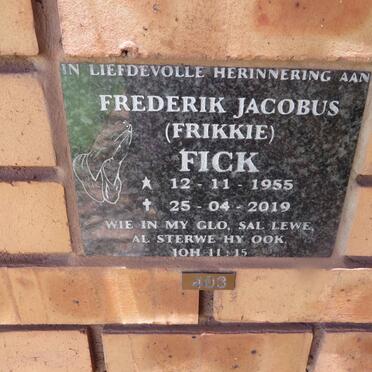 IN LIEFDEVOLLE HERINNERING AAN
FREDERIK JACOBUS
(FRIKKIE)
FICK
12 - 11 - 1955
✝ 25 - 04 - 2019
WIE IN MY GLO, SAL LEWE,
AL STERWE HY OOK
JOH 11 : 15
403